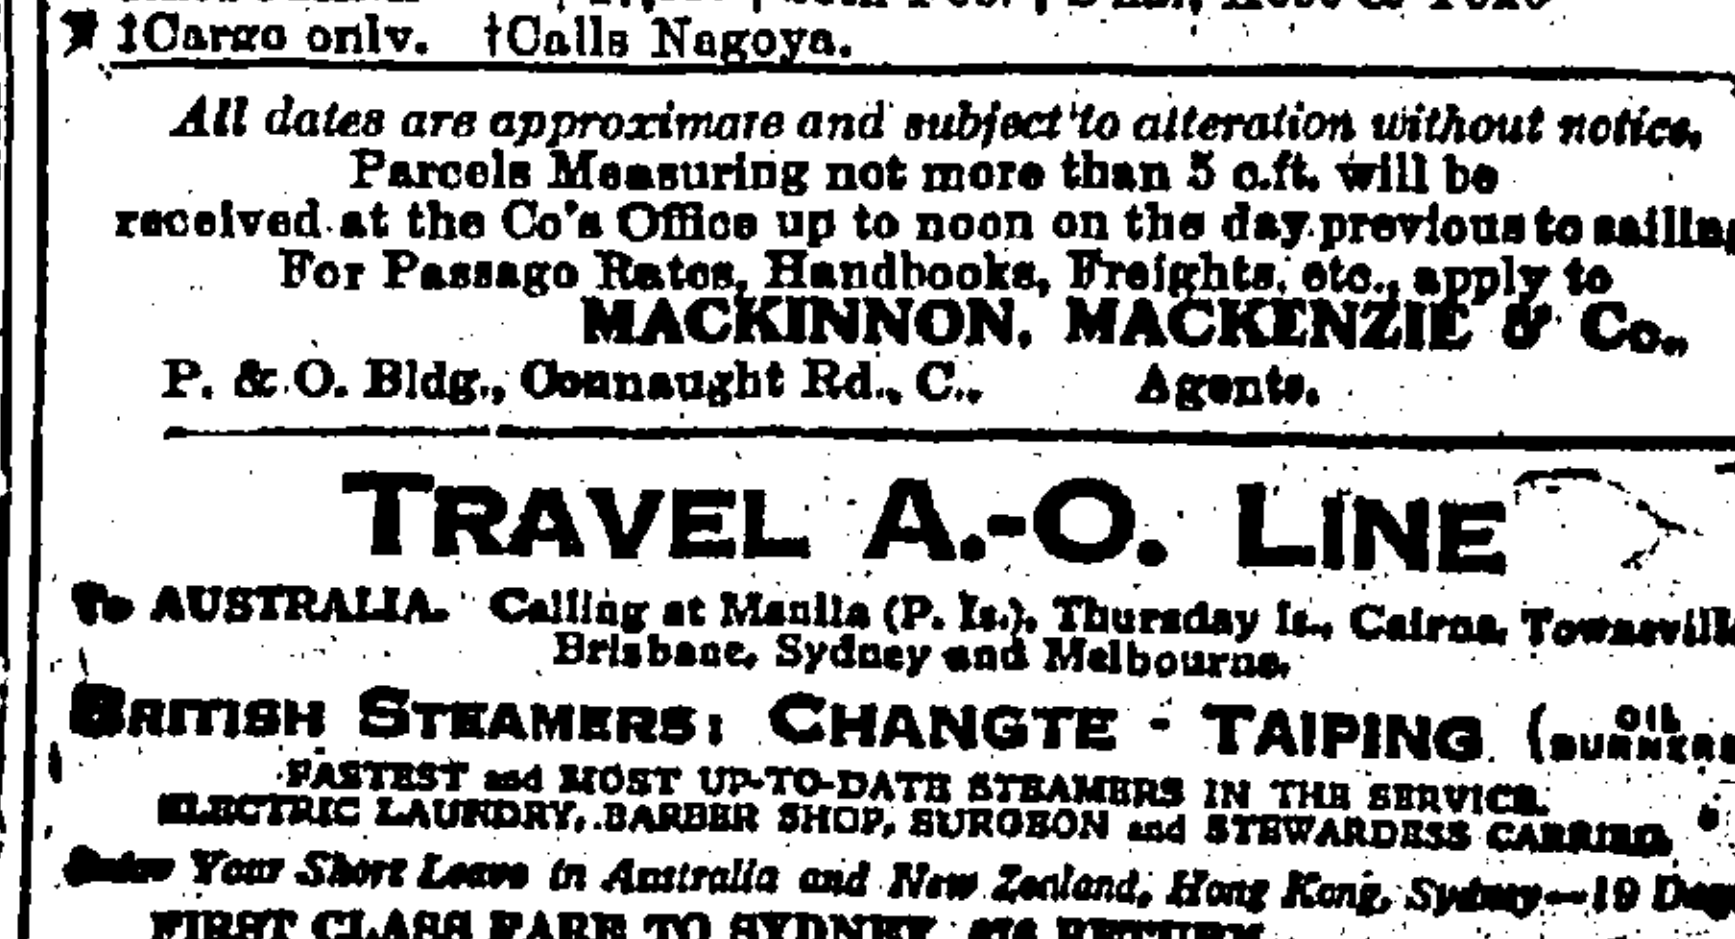 ‡Cargo only. †Calls Nagoya.
All dates are approximate and subject to alteration without notice.
Parcels Measuring not more than 5 c.ft. will be
received at the Co's Office up to noon on the day previous to sailing
For Passage Rates, Handbooks, Freights, etc., apply to
MACKINNON, MACKENZIE & Co.,
P. & O. Bldg., Connaught Rd., C., Agents.
TRAVEL A.-O. LINE
To AUSTRALIA. Calling at Manila (P. Is.), Thursday Is., Cairns, Townsvill
Brisbane, Sydney and Melbourne.
BRITISH STEAMERS: CHANGTE - TAIPING (OIL
BURNERS
FASTEST and MOST UP-TO-DATE STEAMERS IN THE SERVICE.
ELECTRIC LAUNDRY, BARBER SHOP, SURGEON and STEWARDESS CARRIED.
Your Short Leave in Australia and New Zealand, Hong Kong, Sydney—19 Day
FIRST CLASS FARE TO SYDNEY RETURN